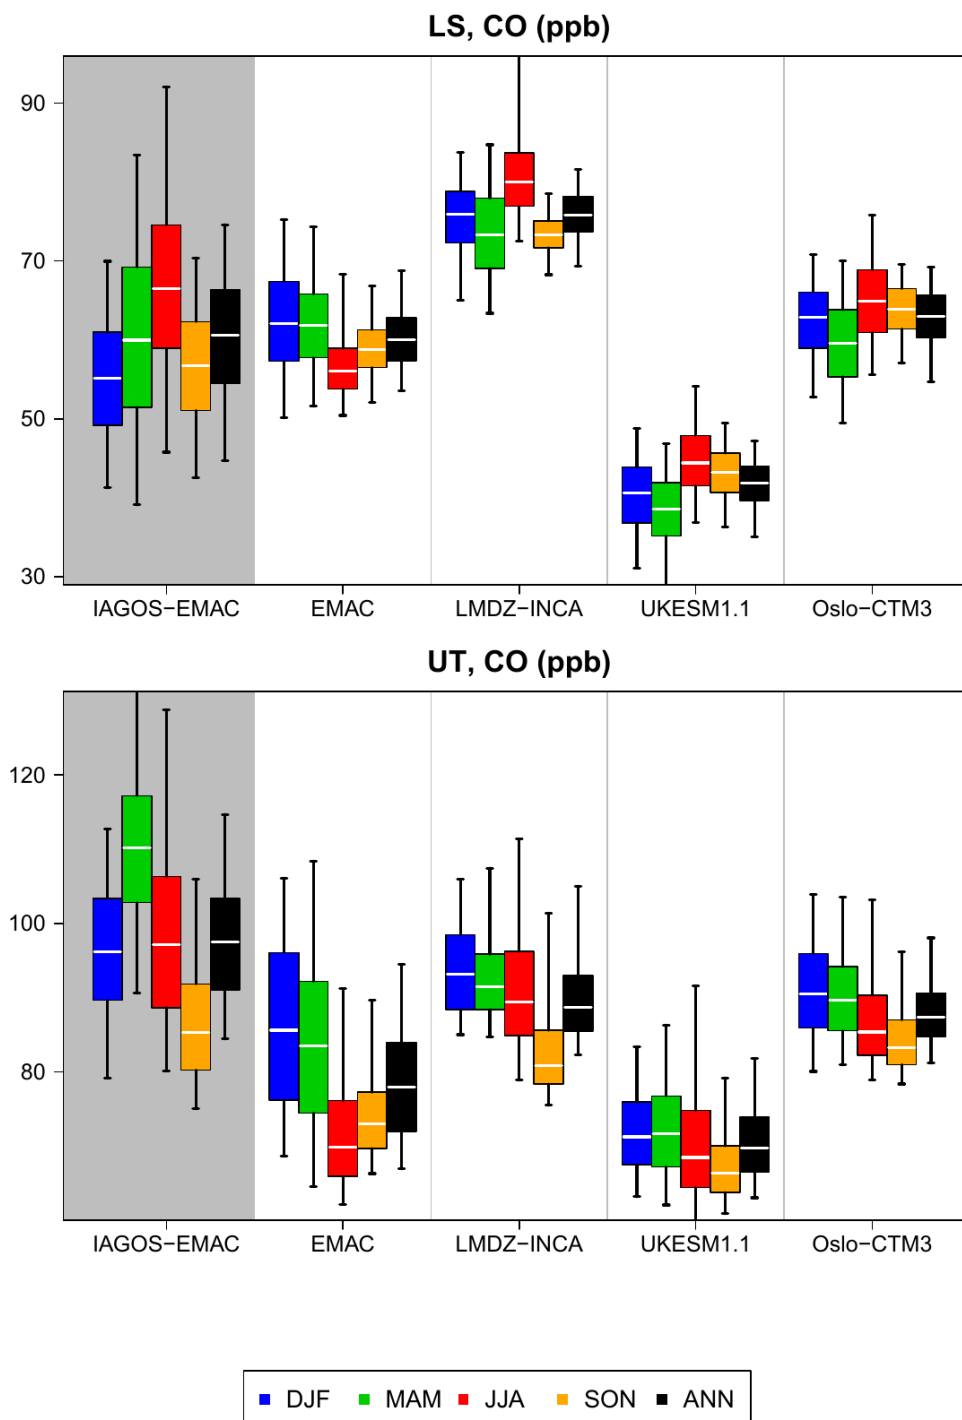 LS, CO (ppb)
90
70
50
30
IAGOS−EMAC EMAC LMDZ−INCA UKESM1.1 Oslo−CTM3
UT, CO (ppb)
120
100
80
IAGOS−EMAC EMAC LMDZ−INCA UKESM1.1 Oslo−CTM3
DJF MAM JJA SON ANN